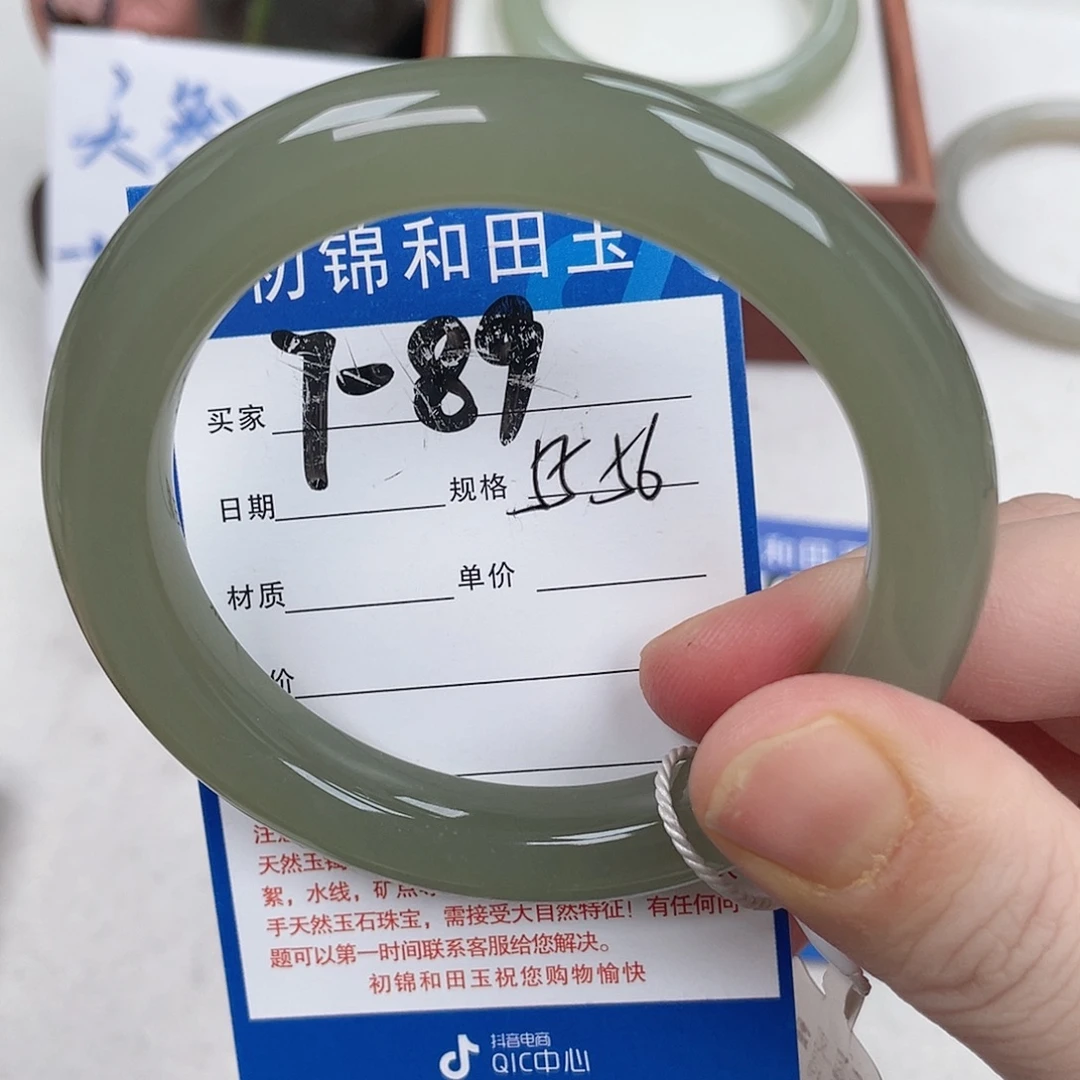 初锦和田玉
7-89
买家
日期 规格 55.56
材质 单价
价
天然玉
絮，水线，矿点
手天然玉石珠宝，需接受大自然特征！有任何问
题可以第一时间联系客服给您解决。
初锦和田玉祝您购物愉快
抖音电商
QIC中心
和田